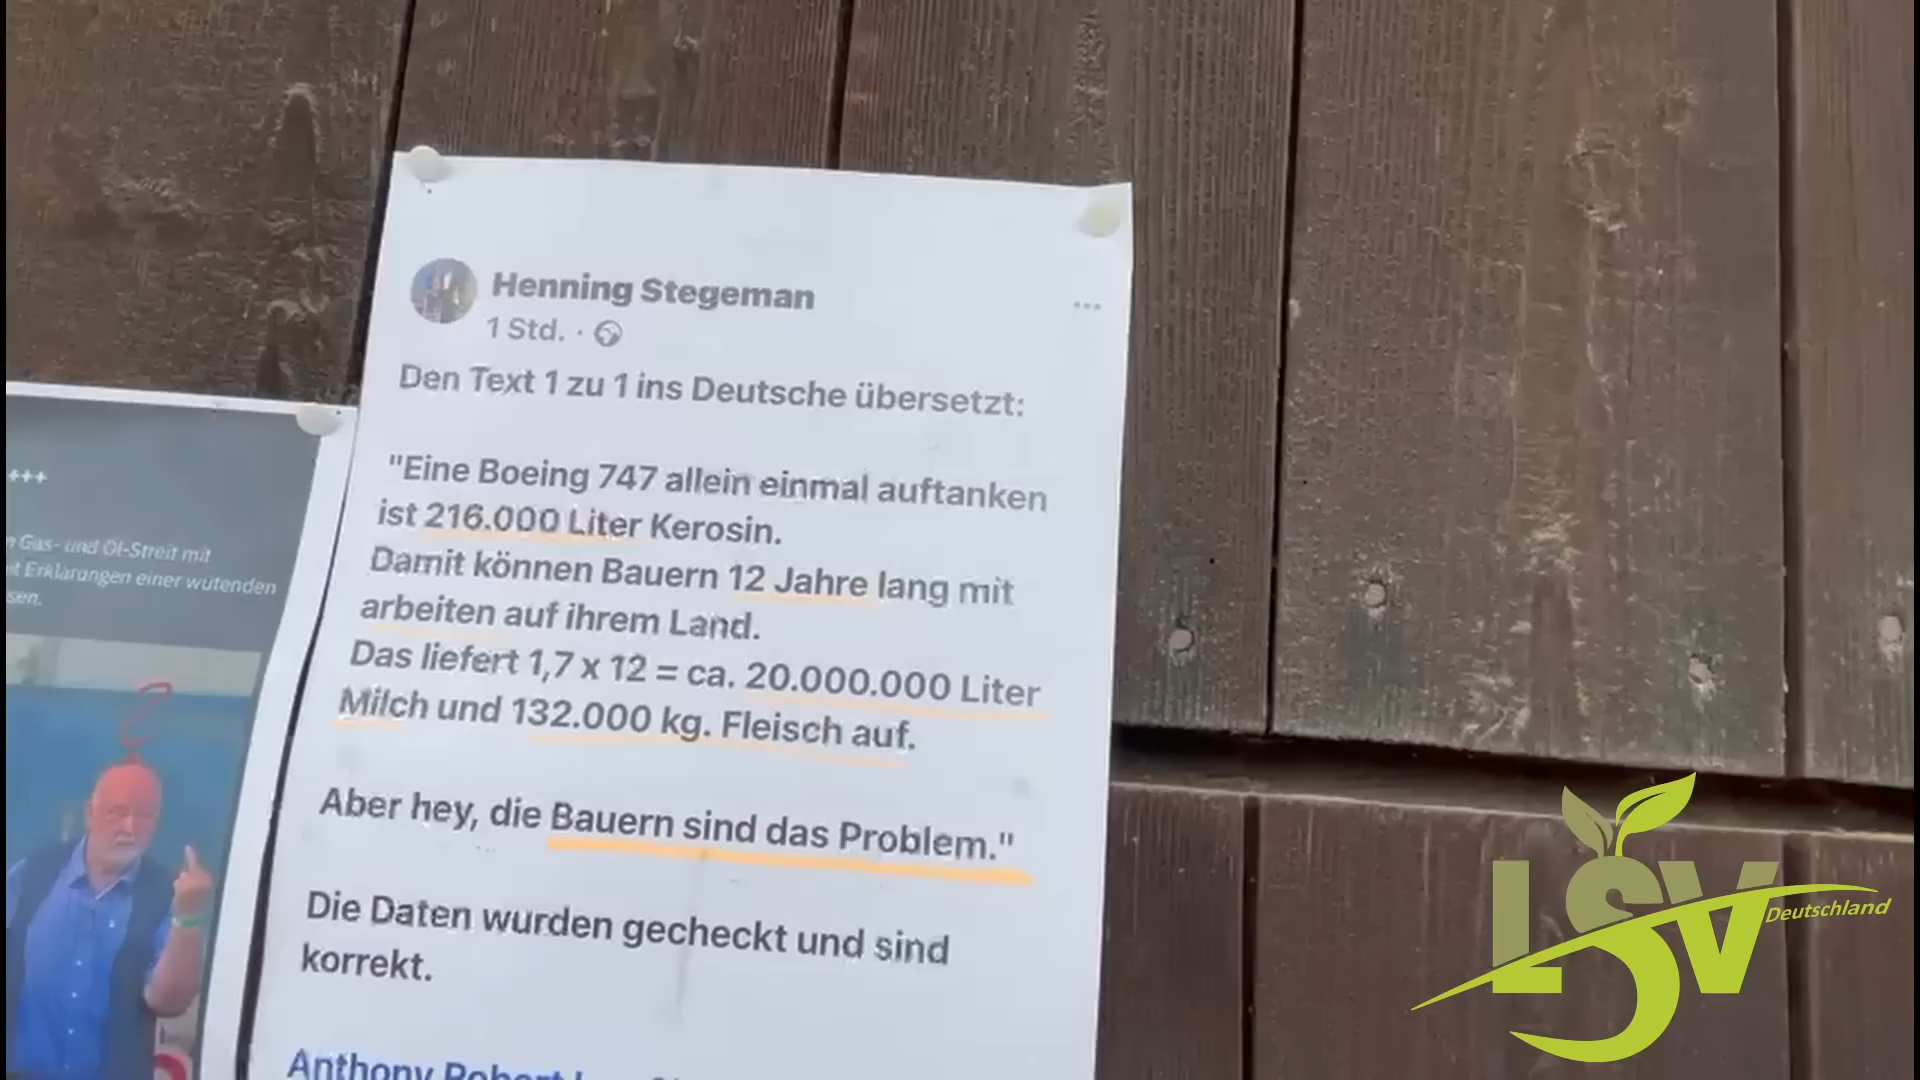 Henning Stegeman
1 Std. ·
Den Text 1 zu 1 ins Deutsche übersetzt:
"Eine Boeing 747 allein einmal auftanken
ist 216.000 Liter Kerosin.
Damit können Bauern 12 Jahre lang mit
arbeiten auf ihrem Land.
Das liefert 1,7 x 12 = ca. 20.000.000 Liter
Milch und 132.000 kg. Fleisch auf.
Aber hey, die Bauern sind das Problem."
Die Daten wurden gecheckt und sind
korrekt.
Anthony
+++
Gas- und Öl-Streit mit
Erklärungen einer wütenden
sen.
LSV
Deutschland